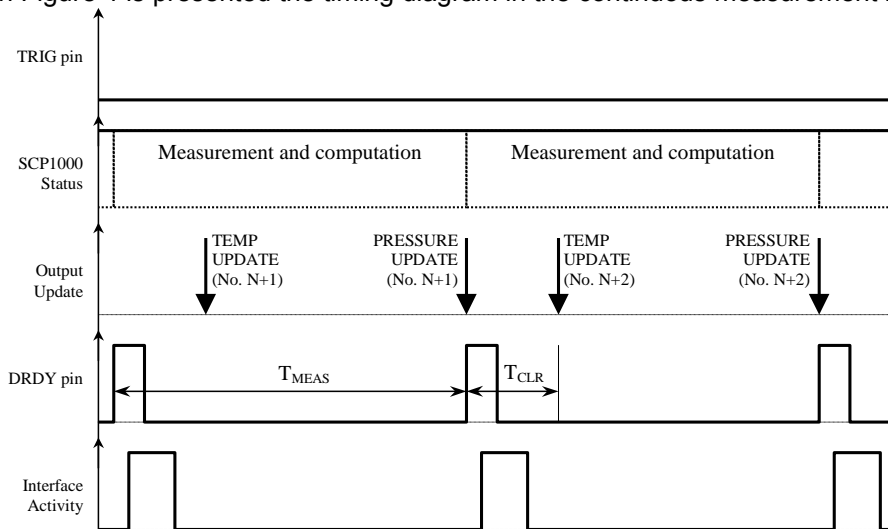 Figure is presented the timing diagram in the continuous measurement
TRIG pin
SCP1000
Status
Measurement and computation
Measurement and computation
Output
Update
TEMP
UPDATE
(No. N+1)
PRESSURE
UPDATE
(No. N+1)
TEMP
UPDATE
(No. N+2)
PRESSURE
UPDATE
(No. N+2)
DRDY pin
TMEAS
TCLR
Interface
Activity